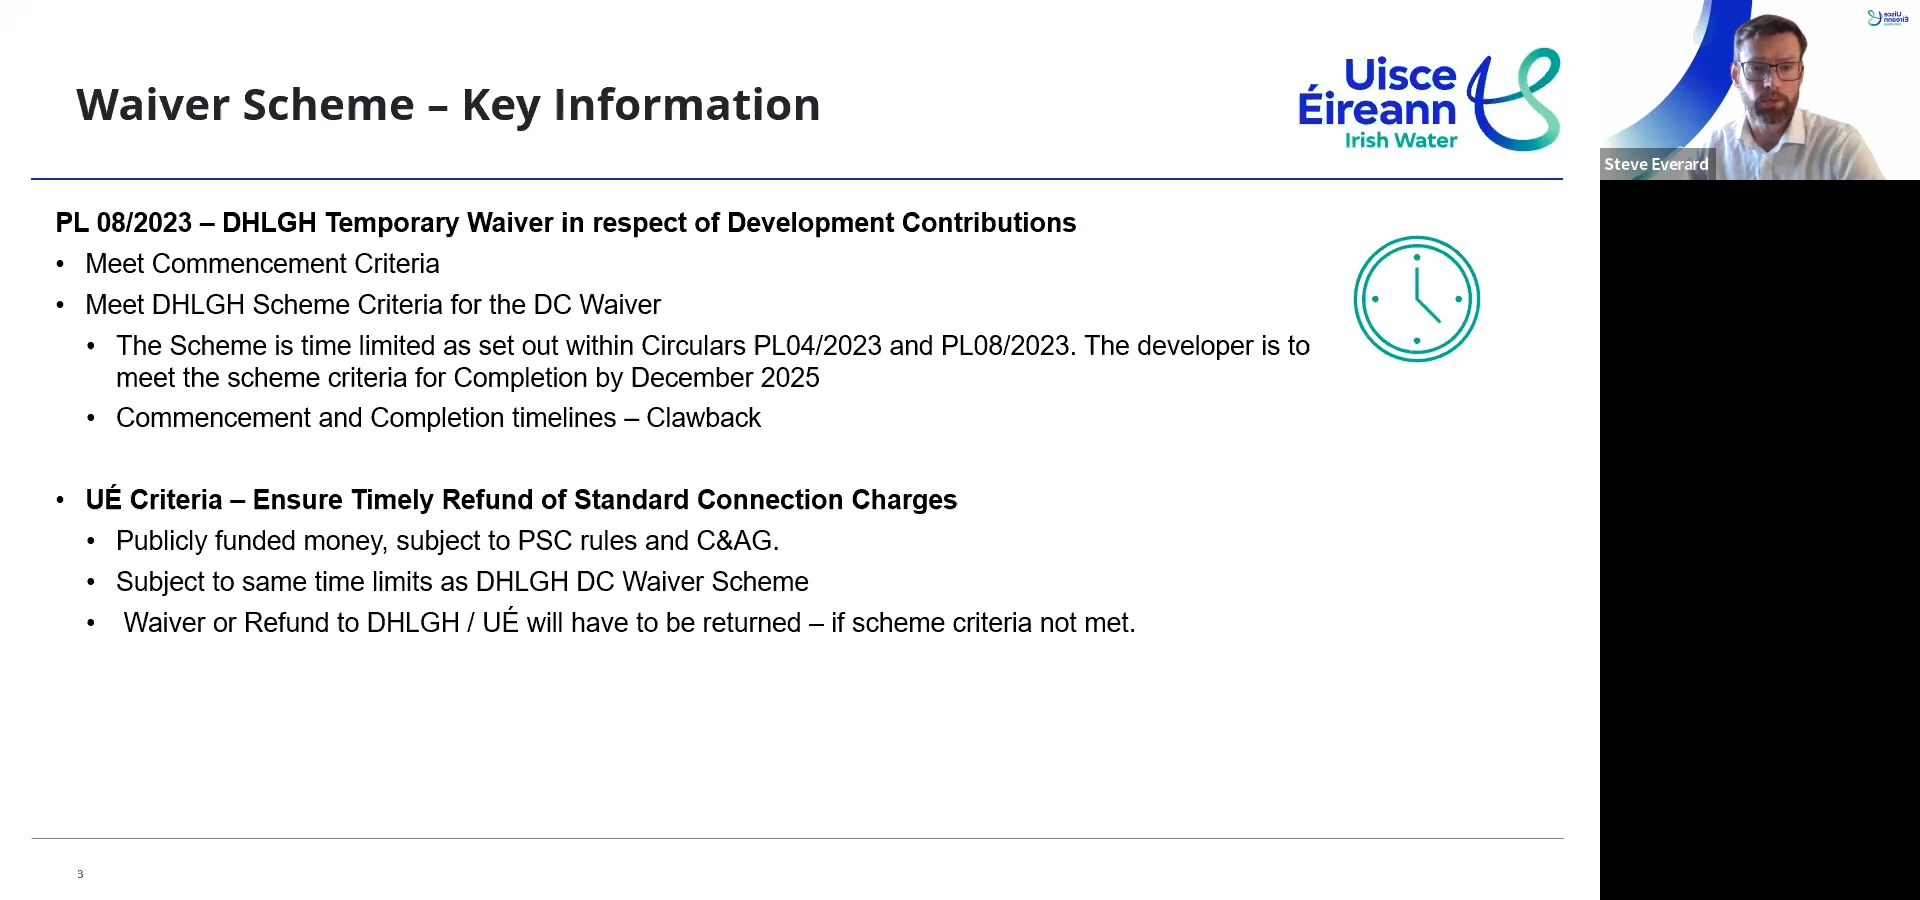 Waiver Scheme – Key Information
Uisce
Éireann
Irish Water
PL 08/2023 – DHLGH Temporary Waiver in respect of Development Contributions
• Meet Commencement Criteria
• Meet DHLGH Scheme Criteria for the DC Waiver
• The Scheme is time limited as set out within Circulars PL04/2023 and PL08/2023. The developer is to
meet the scheme criteria for Completion by December 2025
• Commencement and Completion timelines – Clawback
• UÉ Criteria – Ensure Timely Refund of Standard Connection Charges
• Publicly funded money, subject to PSC rules and C&AG.
• Subject to same time limits as DHLGH DC Waiver Scheme
• Waiver or Refund to DHLGH / UÉ will have to be returned – if scheme criteria not met.
3
Uisce
Éireann
Steve Everard